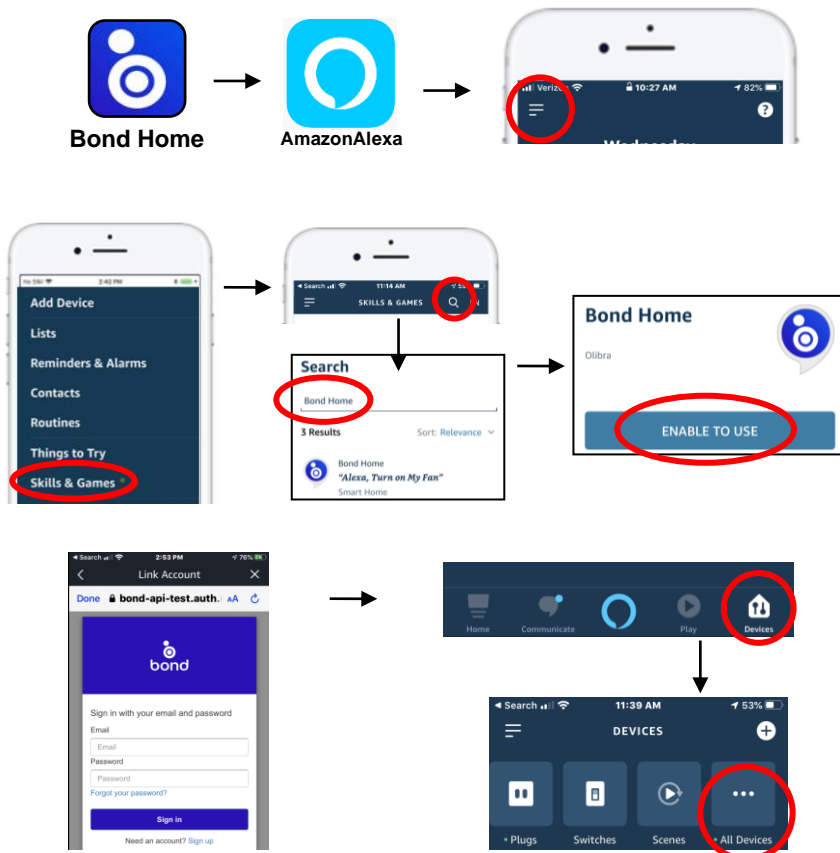 Bond Home
AmazonAlexa
Verizon
10:27 AM
82%
?
Wednesday
No SIM
2:42 PM
Add Device
Lists
Reminders & Alarms
Contacts
Routines
Things to Try
Skills & Games
Search
11:14 AM
SKILLS & GAMES
Search
Bond Home
3 Results
Sort: Relevance
Bond Home
"Alexa, Turn on My Fan"
Smart Home
Bond Home
Olibra
ENABLE TO USE
Search
2:53 PM
76%
Link Account
Done
bond-api-test.auth.
AA
bond
Sign in with your email and password
Email
Email
Password
Password
Forgot your password?
Sign in
Need an account? Sign up
Home
Communicate
Play
Devices
Search
11:39 AM
53%
DEVICES
Plugs
Switches
Scenes
All Devices